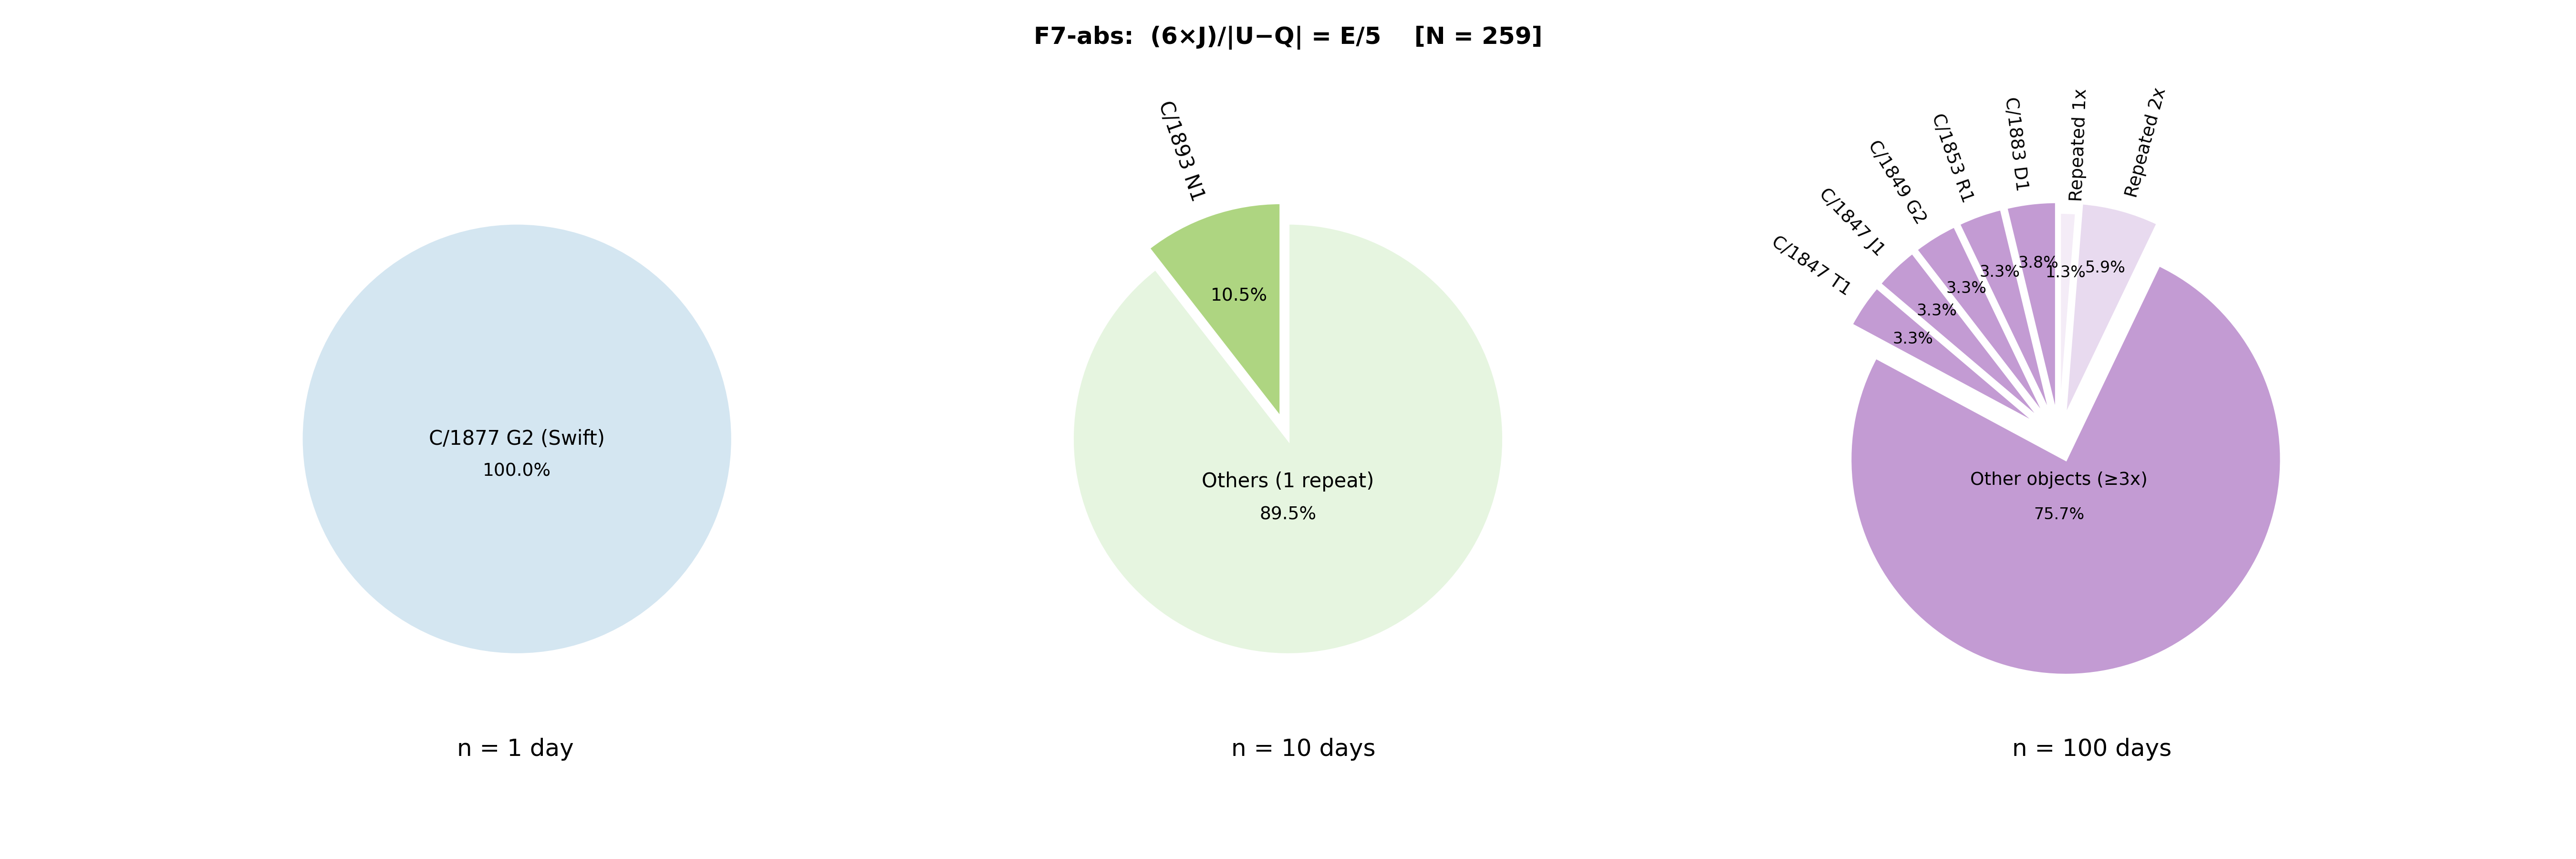 F7-abs:  (6×J)/|U−Q| = E/5    [N = 259]
C/1877 G2 (Swift)
100.0%
n = 1 day
C/1893 N1
10.5%
Others (1 repeat)
89.5%
n = 10 days
C/1847 T1
C/1847 J1
C/1849 G2
C/1853 R1
C/1883 D1
Repeated 1x
Repeated 2x
3.3%
3.3%
3.3%
3.3%
3.8%
1.3%
5.9%
Other objects (≥3x)
75.7%
n = 100 days